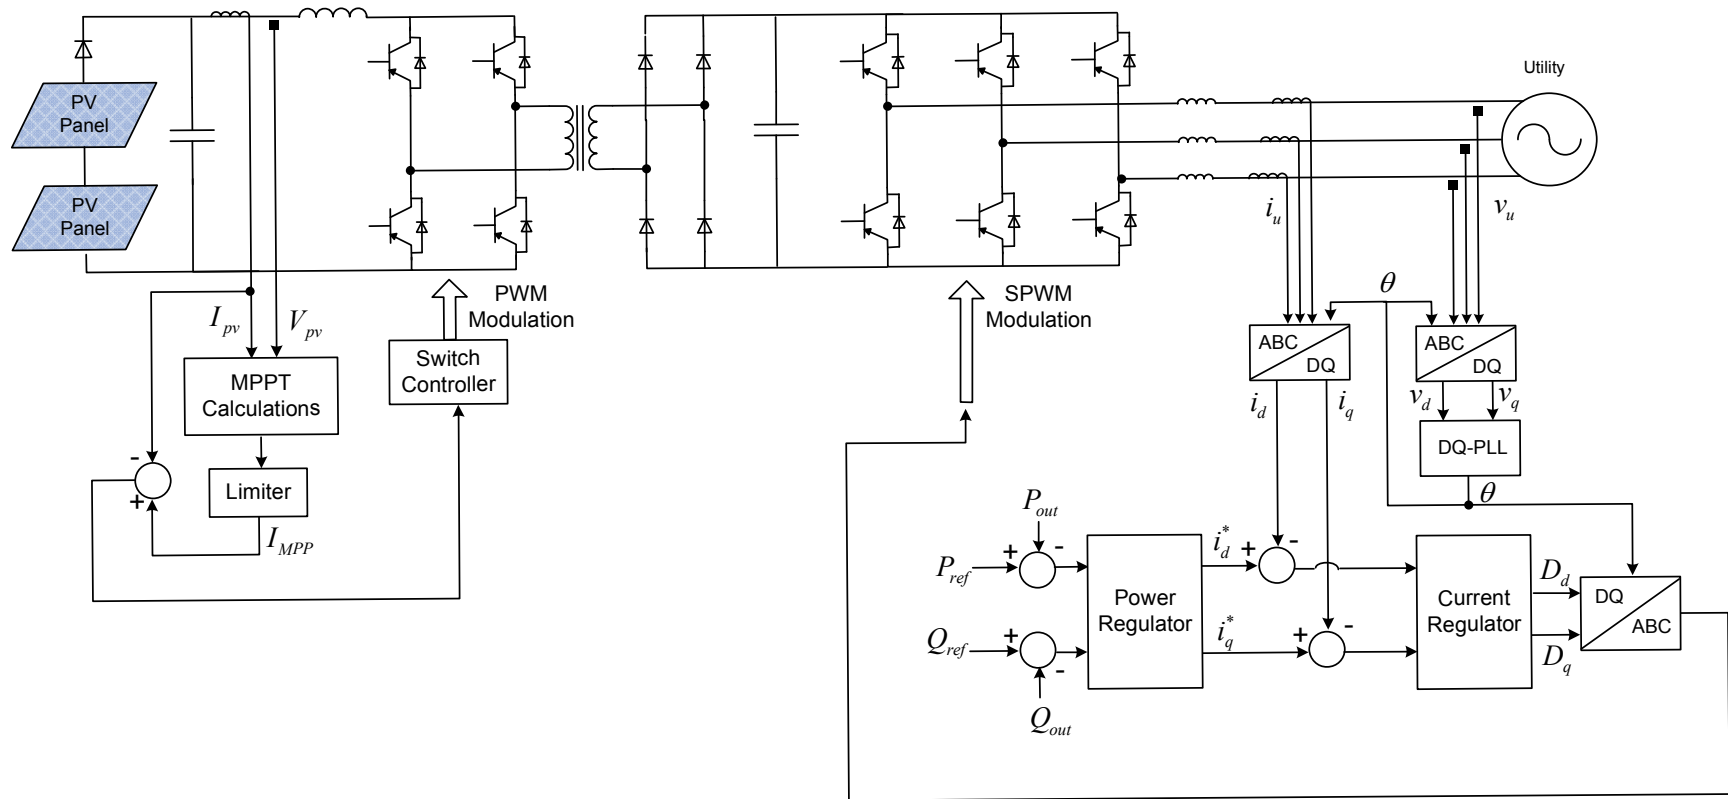 Utility
PV
Panel
PV
Panel
i_u
v_u
I_pv
V_pv
PWM
Modulation
SPWM
Modulation
θ
MPPT
Calculations
Switch
Controller
ABC
DQ
ABC
DQ
i_d
i_q
v_d
v_q
DQ-PLL
θ
-
+
Limiter
I_MPP
P_out
+
-
P_ref
Q_ref
+
-
Q_out
Power
Regulator
i_d^*
i_q^*
+
-
+
-
Current
Regulator
D_d
D_q
DQ
ABC